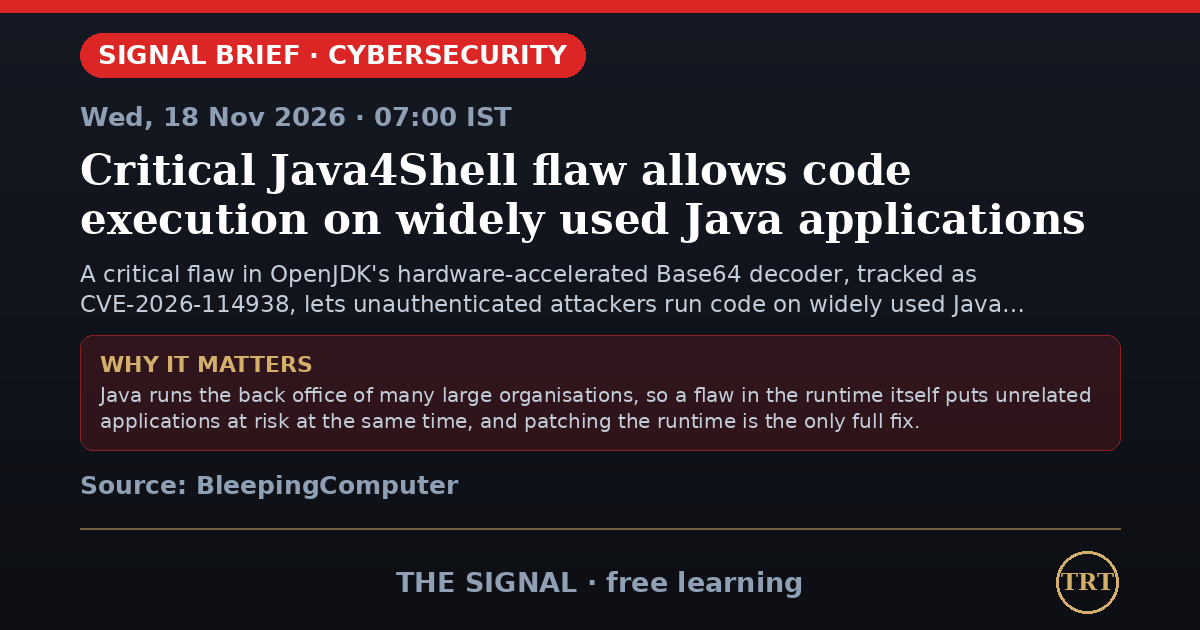 SIGNAL BRIEF · CYBERSECURITY
Wed, 18 Nov 2026 · 07:00 IST
Critical Java4Shell flaw allows code
execution on widely used Java applications
A critical flaw in OpenJDK's hardware-accelerated Base64 decoder, tracked as
CVE-2026-114938, lets unauthenticated attackers run code on widely used Java…
WHY IT MATTERS
Java runs the back office of many large organisations, so a flaw in the runtime itself puts unrelated
applications at risk at the same time, and patching the runtime is the only full fix.
Source: BleepingComputer
THE SIGNAL · free learning
TRT